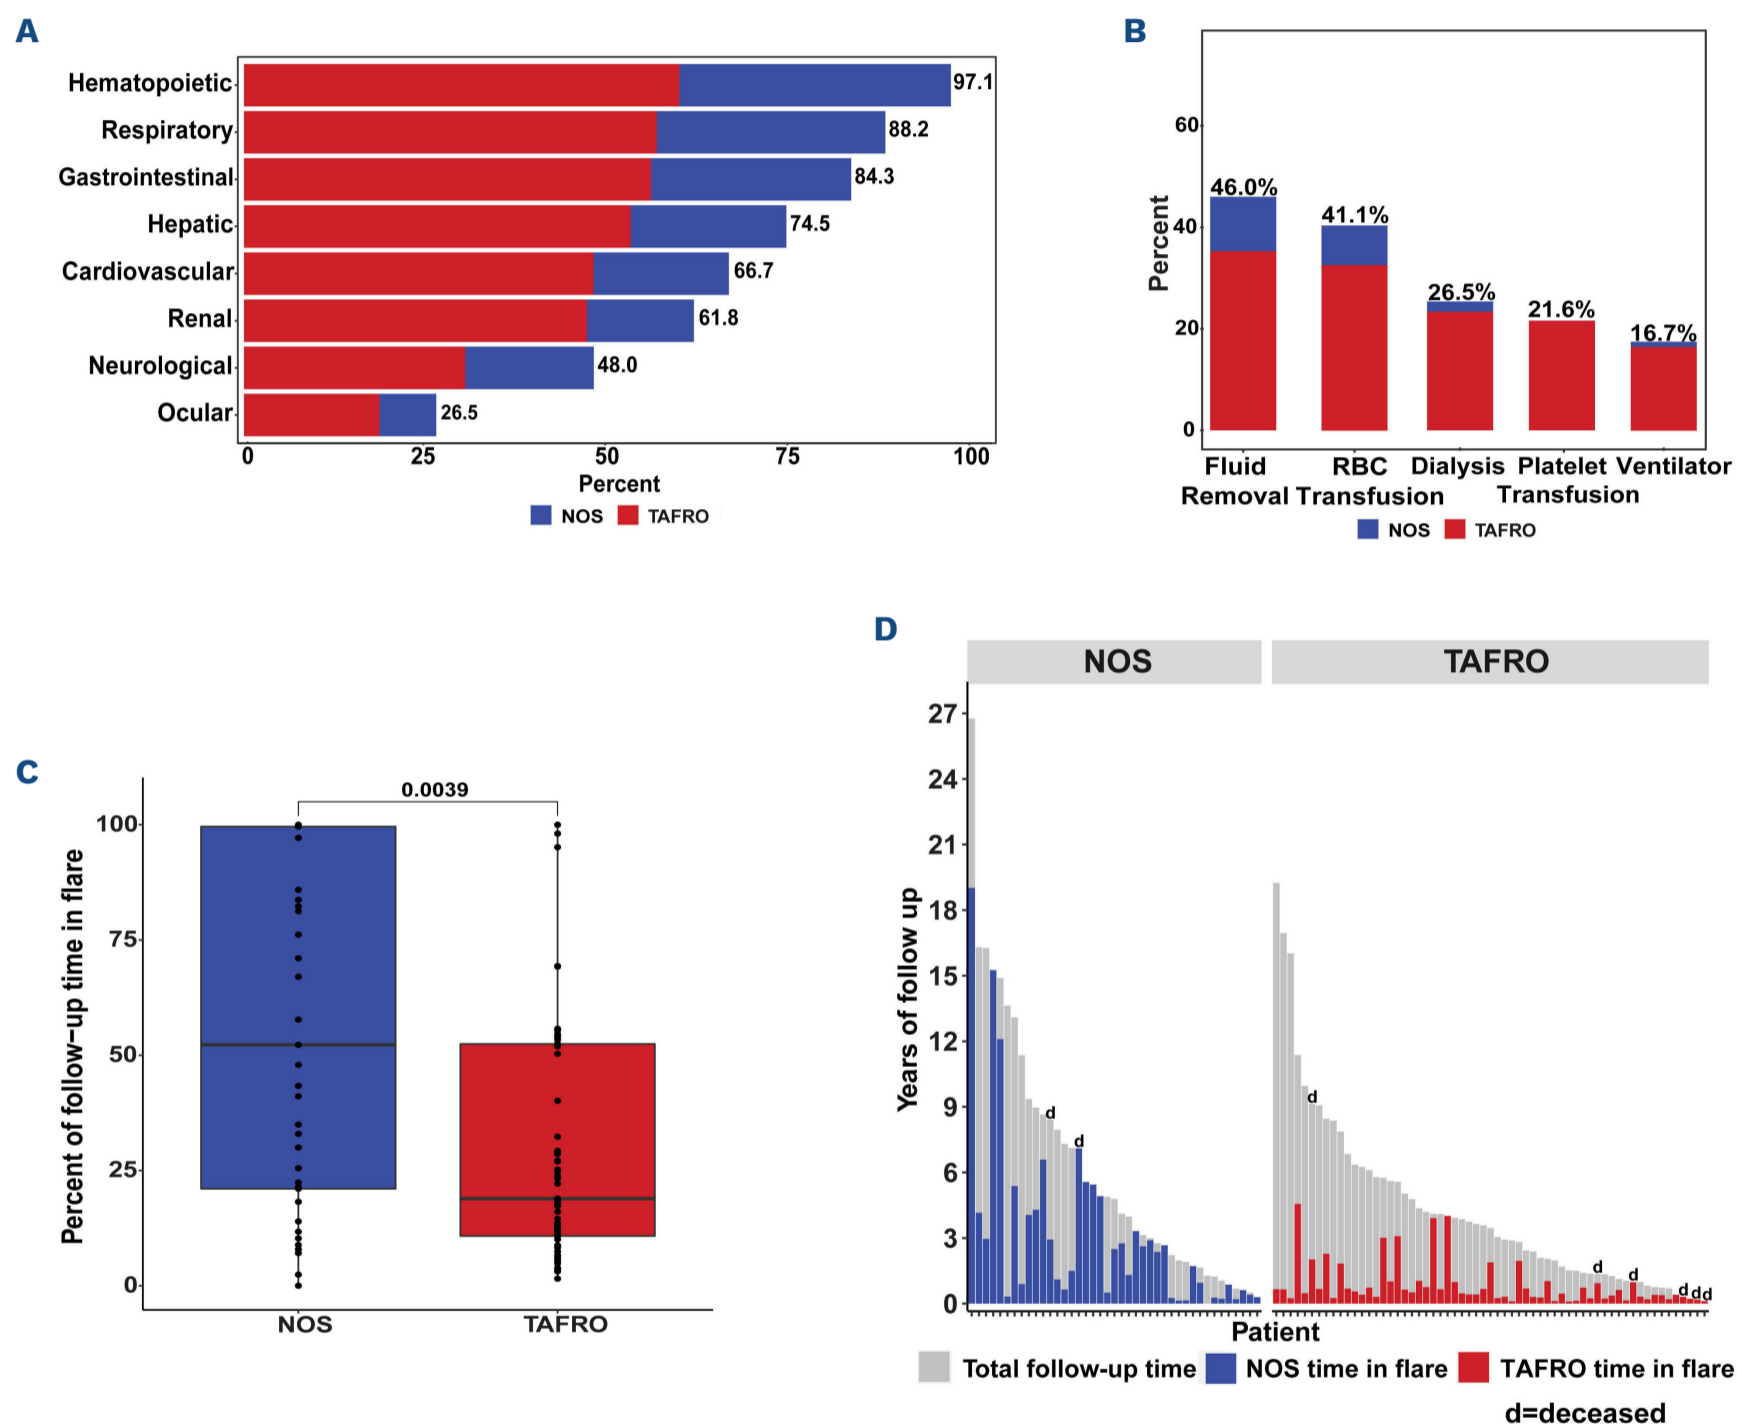 A
Hematopoietic 97.1
Respiratory 88.2
Gastrointestinal 84.3
Hepatic 74.5
Cardiovascular 66.7
Renal 61.8
Neurological 48.0
Ocular 26.5
0 25 50 75 100
Percent
NOS TAFRO
B
Percent
60
40
20
0
46.0%
41.1%
26.5%
21.6%
16.7%
Fluid RBC Dialysis Platelet Ventilator
Removal Transfusion Transfusion
NOS TAFRO
C
Percent of follow-up time in flare
0.0039
100
75
50
25
0
NOS TAFRO
D
NOS TAFRO
Years of follow up
27
24
21
18
15
12
9
6
3
0
d
d
d
d
d
d
d
d
Patient
Total follow-up time NOS time in flare TAFRO time in flare
d=deceased